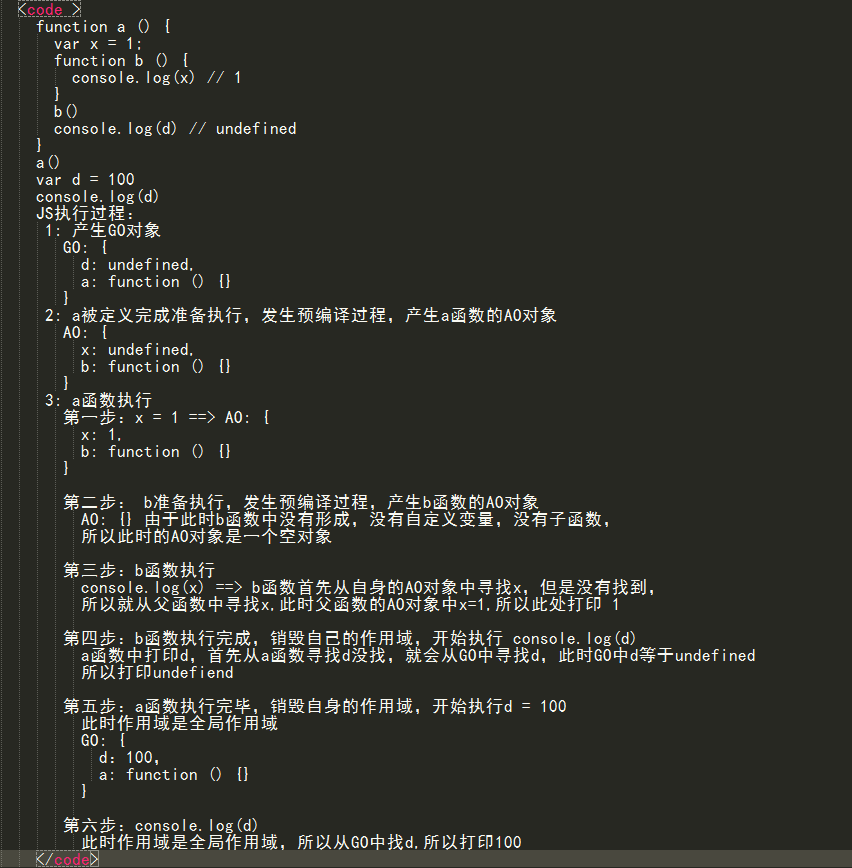 <code >
function a () {
var x = 1;
function b () {
console.log(x) // 1
}
b()
console.log(d) // undefined
}
a()
var d = 100
console.log(d)
JS执行过程：
1: 产生GO对象
GO: {
d: undefined,
a: function () {}
}
2: a被定义完成准备执行，发生预编译过程，产生a函数的AO对象
AO: {
x: undefined,
b: function () {}
}
3: a函数执行
第一步：x = 1 ==> AO: {
x: 1,
b: function () {}
}
第二步： b准备执行，发生预编译过程，产生b函数的AO对象
AO: {} 由于此时b函数中没有形成，没有自定义变量，没有子函数，
所以此时的AO对象是一个空对象
第三步：b函数执行
console.log(x) ==> b函数首先从自身的AO对象中寻找x，但是没有找到，
所以就从父函数中寻找x.此时父函数的AO对象中x=1.所以此处打印 1
第四步：b函数执行完成，销毁自己的作用域，开始执行 console.log(d)
a函数中打印d，首先从a函数寻找d没找，就会从GO中寻找d，此时GO中d等于undefined
所以打印undefiend
第五步：a函数执行完毕，销毁自身的作用域，开始执行d = 100
此时作用域是全局作用域
GO: {
d：100,
a: function () {}
}
第六步：console.log(d)
此时作用域是全局作用域，所以从GO中找d.所以打印100
</code>